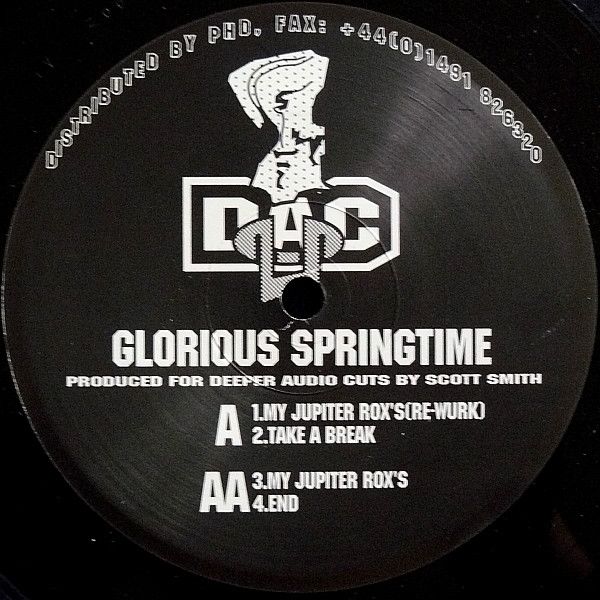 DISTRIBUTED BY PHD, FAX: +44(0)1491 826320
DAC
GLORIOUS SPRINGTIME
PRODUCED FOR DEEPER AUDIO CUTS BY SCOTT SMITH
A 1.MY JUPITER ROX'S(RE-WURK)
2.TAKE A BREAK
AA 3.MY JUPITER ROX'S
4.END